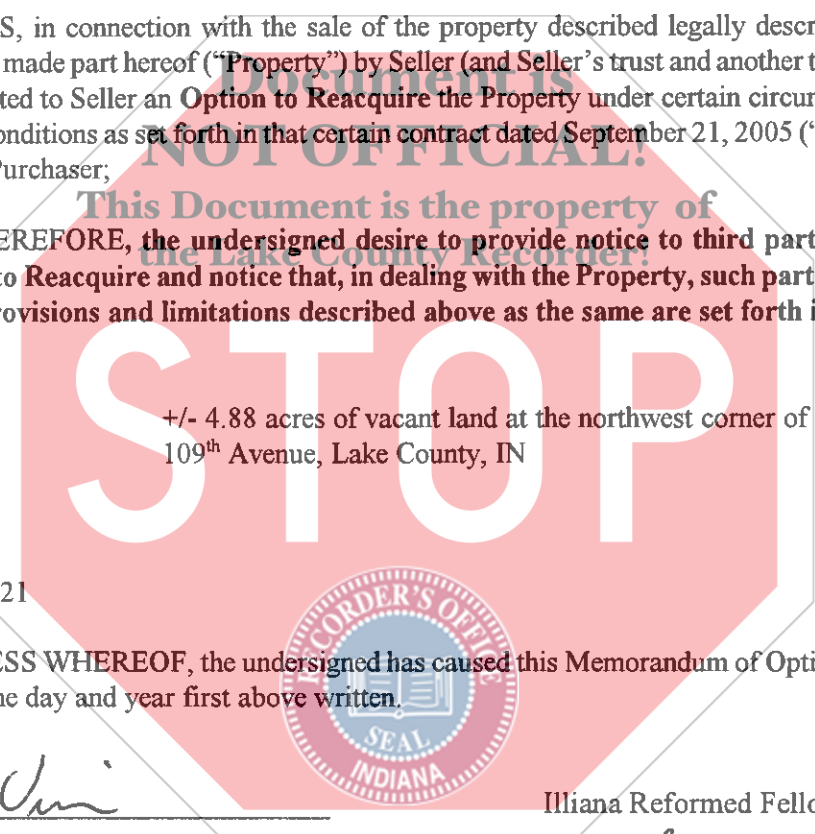 S, in connection with the sale of the property described legally descr
made part hereof (“Property”) by Seller (and Seller’s trust and another t
Document is
ted to Seller an Option to Reacquire the Property under certain circur
onditions as set forth in that certain contract dated September 21, 2005 (“
NOT OFFICIAL!
Purchaser;
This Document is the property of
EREFORE, the undersigned desire to provide notice to third part
the Lake County Recorder!
to Reacquire and notice that, in dealing with the Property, such part
rovisions and limitations described above as the same are set forth i
STOP
+/- 4.88 acres of vacant land at the northwest corner of
109th Avenue, Lake County, IN
21
RECORDER'S OFFICE
ESS WHEREOF, the undersigned has caused this Memorandum of Opti
ne day and year first above written.
SEAL
INDIANA
Illiana Reformed Fello